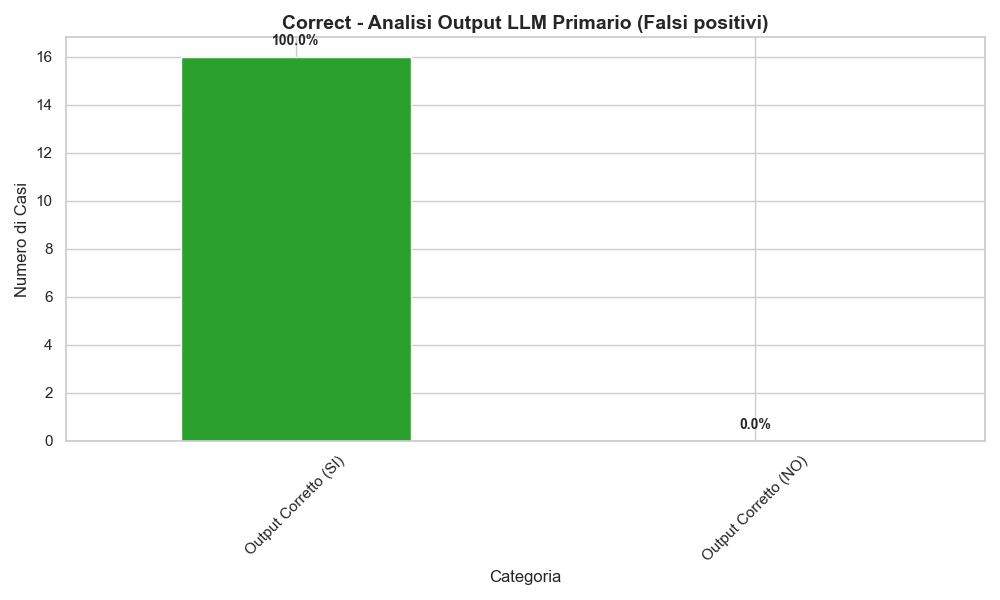 Correct - Analisi Output LLM Primario (Falsi positivi)
100.0%
0.0%
16
14
12
10
8
6
4
2
0
Numero di Casi
Output Corretto (SI)
Output Corretto (NO)
Categoria